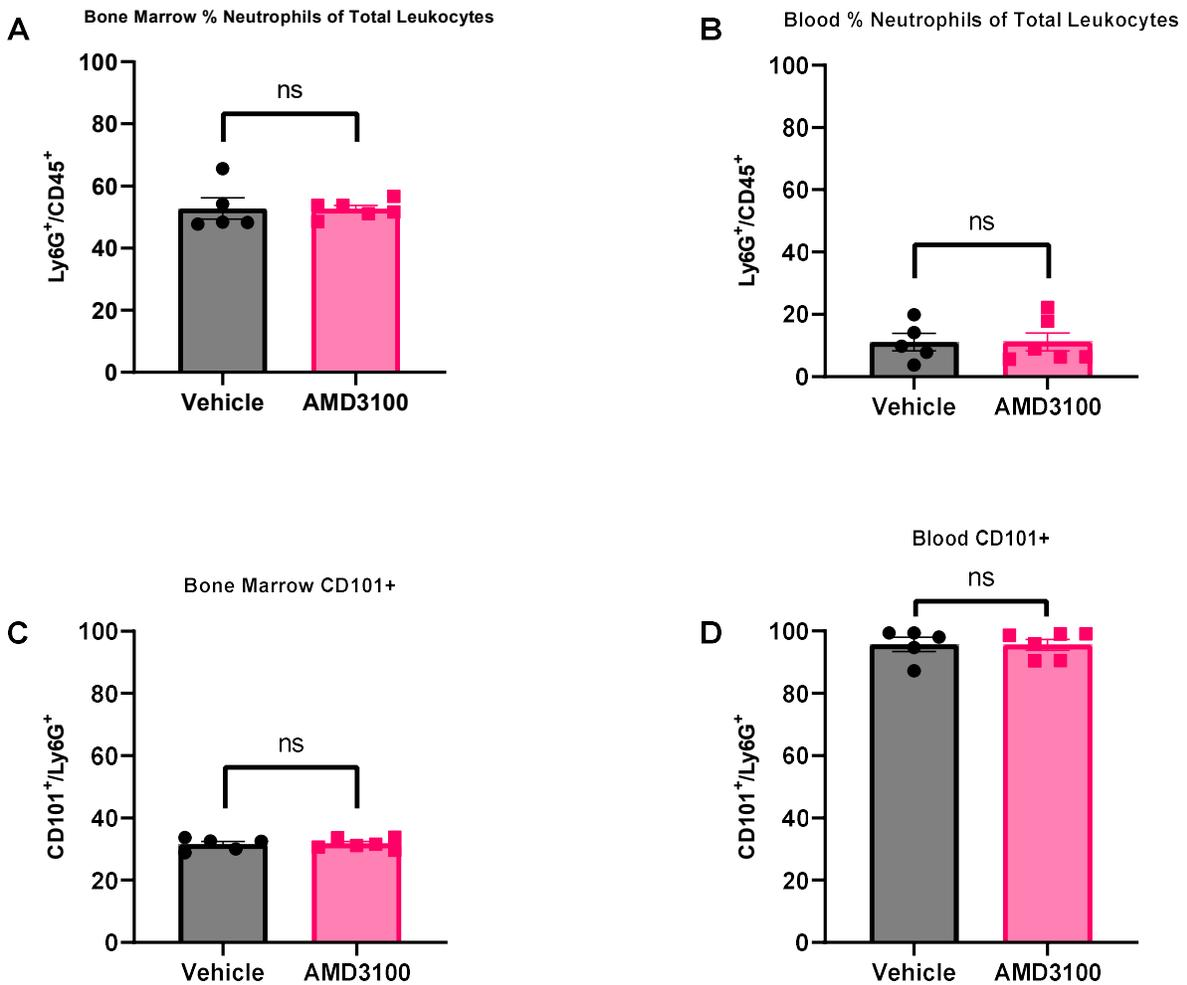 A
Bone Marrow % Neutrophils of Total Leukocytes
100
80
60
40
20
0
Ly6G+/CD45+
ns
Vehicle
AMD3100
B
Blood % Neutrophils of Total Leukocytes
100
80
60
40
20
0
Ly6G+/CD45+
ns
Vehicle
AMD3100
C
Bone Marrow CD101+
100
80
60
40
20
0
CD101+/Ly6G+
ns
Vehicle
AMD3100
D
Blood CD101+
ns
100
80
60
40
20
0
CD101+/Ly6G+
Vehicle
AMD3100